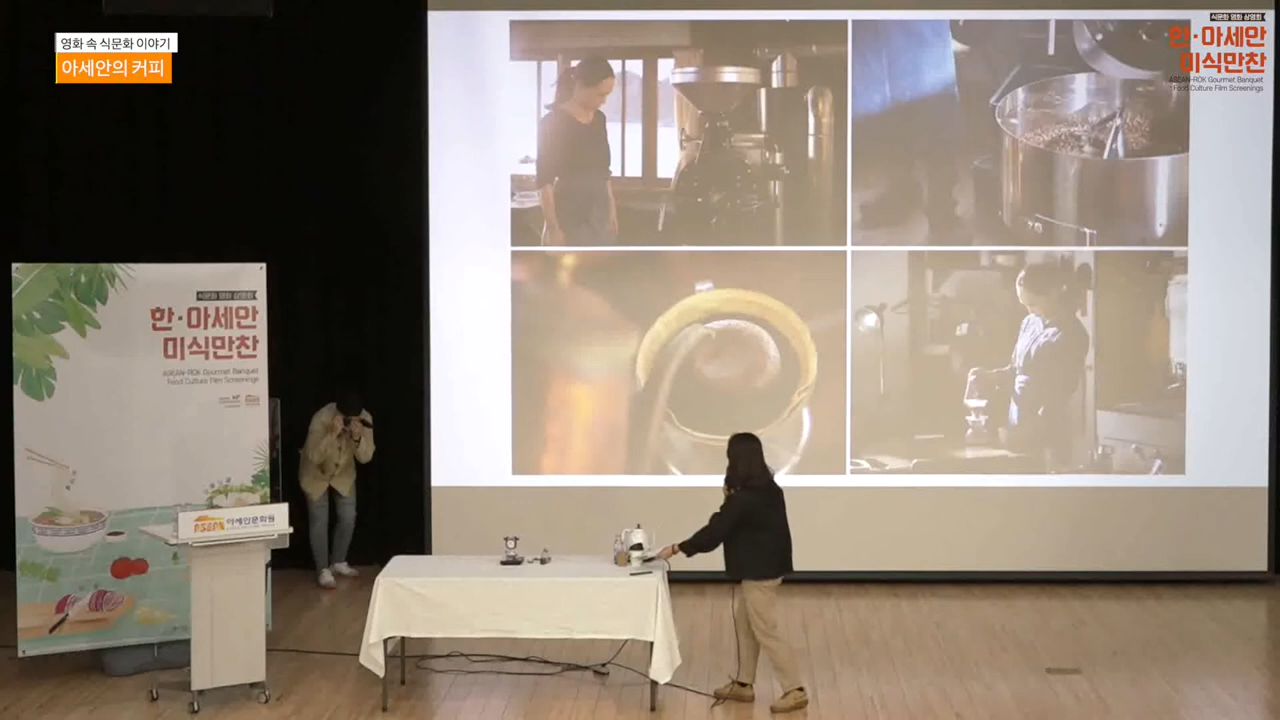 영화 속 식문화 이야기
아세안의 커피
식문화 영화 상영회
한·아세안
미식만찬
ASEAN-ROK Gourmet Banquet
Food Culture Film Screenings
식문화 영화 상영회
한·아세안
미식만찬
ASEAN-ROK Gourmet Banquet
Food Culture Film Screenings
아세안문화원